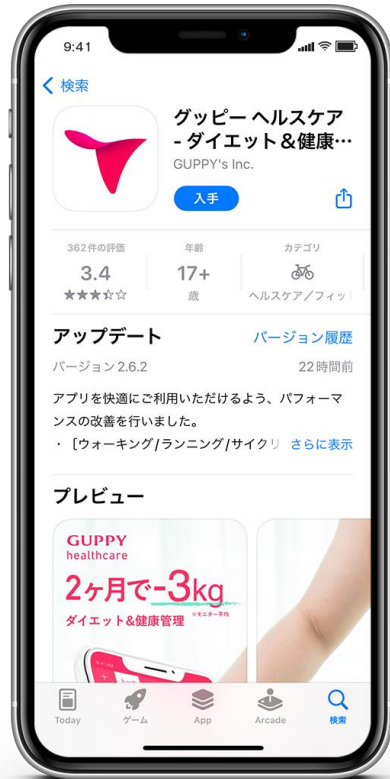 9:41
検索
グッピー ヘルスケア
- ダイエット＆健康…
GUPPY's Inc.
入手
362件の評価
3.4
★★★☆☆
年齢
17+
歳
カテゴリ
ヘルスケア／フィッ
アップデート
バージョン履歴
バージョン 2.6.2
22時間前
アプリを快適にご利用いただけるよう、パフォーマ
ンスの改善を行いました。
・［ウォーキング/ランニング/サイクリ さらに表示
プレビュー
GUPPY
healthcare
2ヶ月で-3kg
※モニター平均
ダイエット&健康管理
Today
ゲーム
App
Arcade
検索